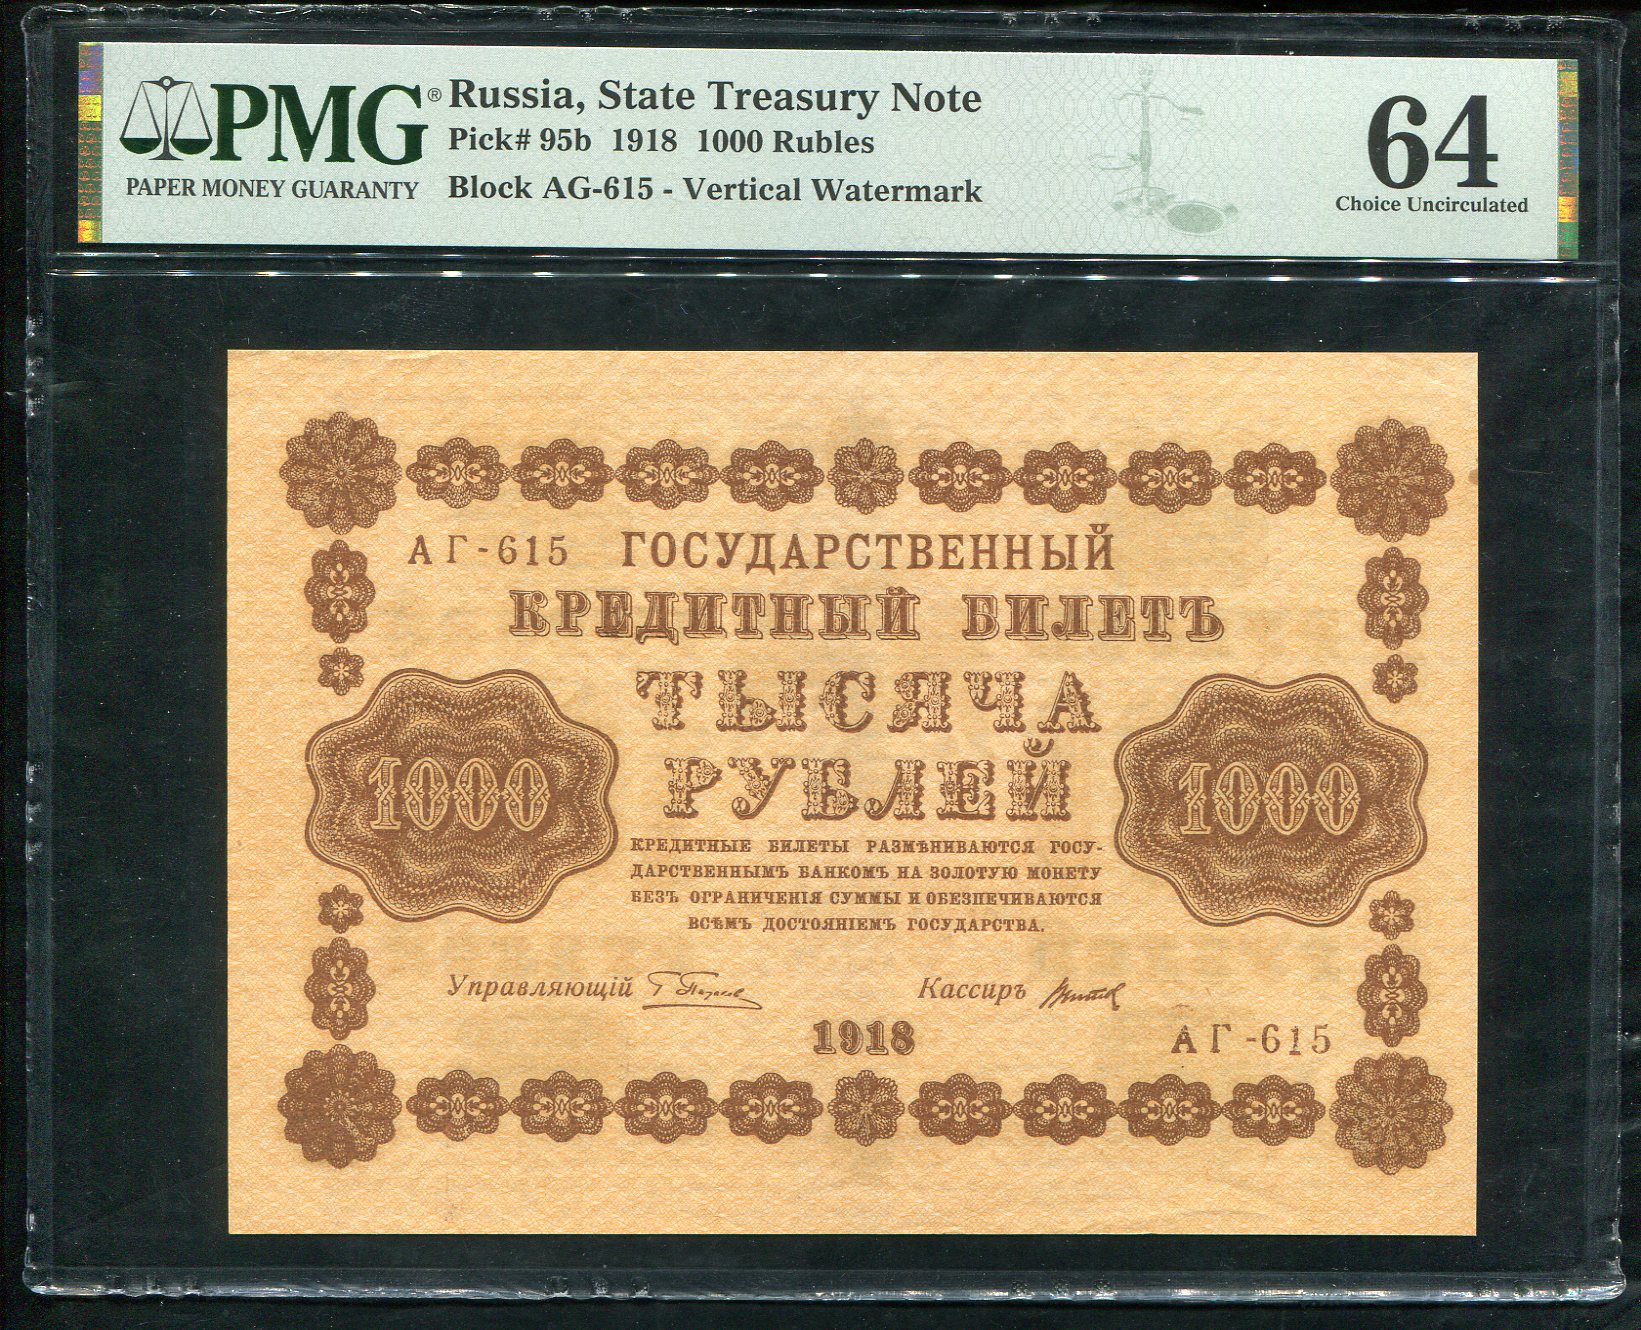 PMG®
PAPER MONEY GUARANTY
Russia, State Treasury Note
Pick# 95b 1918 1000 Rubles
Block AG-615 - Vertical Watermark
64
Choice Uncirculated
АГ-615 ГОСУДАРСТВЕННЫЙ
КРЕДИТНЫЙ БИЛЕТЪ
ТЫСЯЧА
РУБЛЕЙ
1000
1000
КРЕДИТНЫЕ БИЛЕТЫ РАЗМѢНИВАЮТСЯ ГОСУ-
ДАРСТВЕННЫМЪ БАНКОМЪ НА ЗОЛОТУЮ МОНЕТУ
БЕЗЪ ОГРАНИЧЕНІЯ СУММЫ И ОБЕЗПЕЧИВАЮТСЯ
ВСѢМЪ ДОСТОЯНІЕМЪ ГОСУДАРСТВА.
Управляющій
Кассиръ
1918
АГ-615